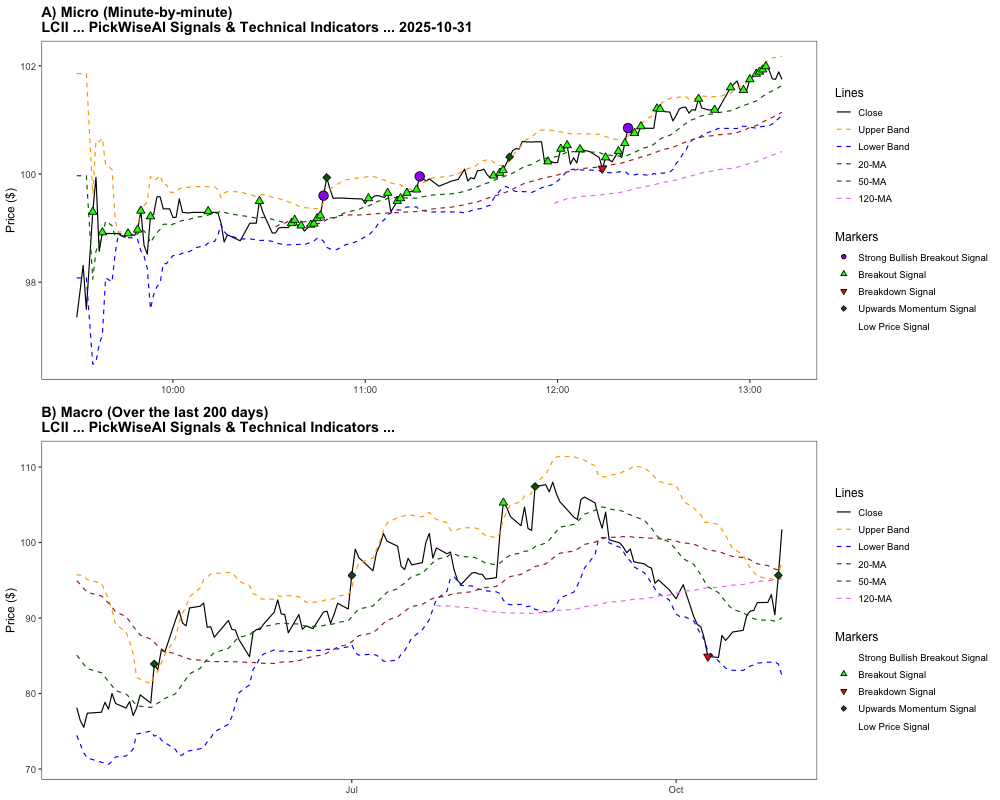 A) Micro (Minute-by-minute)
LCII ... PickWiseAI Signals & Technical Indicators ... 2025-10-31
102
100
98
Price ($)
10:00
11:00
12:00
13:00
Lines
Close
Upper Band
Lower Band
20-MA
50-MA
120-MA
Markers
Strong Bullish Breakout Signal
Breakout Signal
Breakdown Signal
Upwards Momentum Signal
Low Price Signal
B) Macro (Over the last 200 days)
LCII ... PickWiseAI Signals & Technical Indicators ...
110
100
90
80
70
Price ($)
Jul
Oct
Lines
Close
Upper Band
Lower Band
20-MA
50-MA
120-MA
Markers
Strong Bullish Breakout Signal
Breakout Signal
Breakdown Signal
Upwards Momentum Signal
Low Price Signal